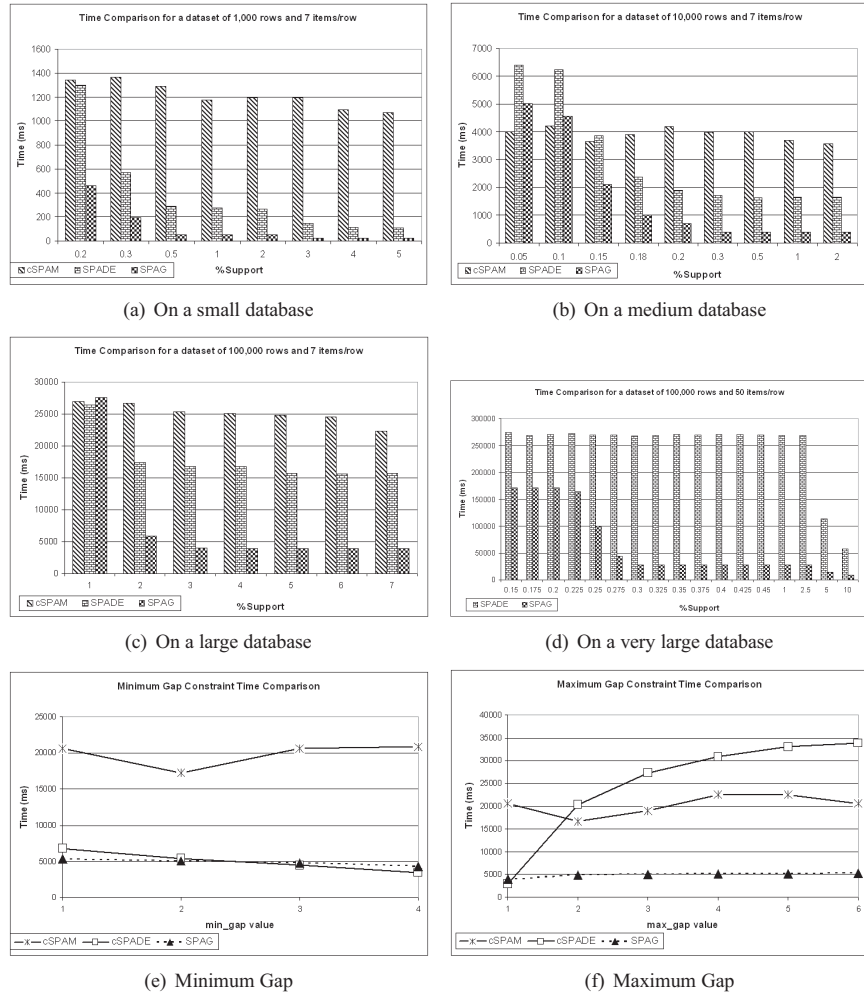 Time Comparison for a dataset of 1,000 rows and 7 items/row
1600
1400
1200
1000
800
600
400
200
0
Time (ms)
0.2 0.3 0.5 1 2 3 4 5
%Support
cSPAM SPADE SPAG
(a) On a small database
Time Comparison for a dataset of 10,000 rows and 7 items/row
7000
6000
5000
4000
3000
2000
1000
0
Time (ms)
0.05 0.1 0.15 0.18 0.2 0.3 0.5 1 2
%Support
cSPAM SPADE SPAG
(b) On a medium database
Time Comparison for a dataset of 100,000 rows and 7 items/row
30000
25000
20000
15000
10000
5000
0
Time (ms)
1 2 3 4 5 6 7
%Support
cSPAM SPADE SPAG
(c) On a large database
Time Comparison for a dataset of 100,000 rows and 50 items/row
300000
250000
200000
150000
100000
50000
0
Time (ms)
0.15 0.175 0.2 0.225 0.25 0.275 0.3 0.325 0.35 0.375 0.4 0.425 0.45 1 2.5 5 10
%Support
SPADE SPAG
(d) On a very large database
Minimum Gap Constraint Time Comparison
25000
20000
15000
10000
5000
0
Time (ms)
1 2 3 4
min_gap value
cSPAM cSPADE SPAG
(e) Minimum Gap
Maximum Gap Constraint Time Comparison
40000
35000
30000
25000
20000
15000
10000
5000
0
Time (ms)
1 2 3 4 5 6
max_gap value
cSPAM cSPADE SPAG
(f) Maximum Gap